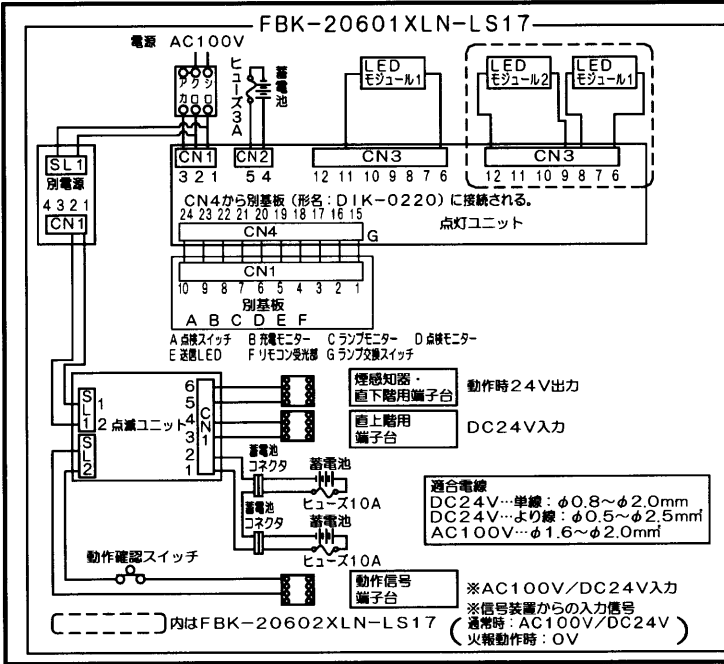 FBK-20601XLN-LS17
電源 AC100V
アカ クロ シロ
ヒューズ3A
蓄電池
LED モジュール1
LED モジュール2
LED モジュール1
SL1
別電源
4 3 2 1
CN1
CN1
3 2 1
CN2
5 4
CN3
12 11 10 9 8 7 6
CN3
12 11 10 9 8 7 6
CN4から別基板(形名:DIK-0220)に接続される。
24 23 22 21 20 19 18 17 16 15
CN4
G
点灯ユニット
CN1
10 9 8 7 6 5 4 3 2 1
別基板
A B C D E F
A 点検スイッチ B 充電モニター C ランプモニター D 点検モニター
E 送信LED F リモコン受光部 G ランプ交換スイッチ
SL1
1
2
点滅ユニット
SL2
6
5
4
3
2
1
CN1
煙感知器・
直下階用端子台
動作時24V出力
直上階用
端子台
DC24V入力
蓄電池
コネクタ
蓄電池
ヒューズ10A
蓄電池
コネクタ
蓄電池
ヒューズ10A
適合電線
DC24V…単線:φ0.8~φ2.0mm
DC24V…より線:φ0.5~φ2.5㎟
AC100V…φ1.6~φ2.0㎟
動作確認スイッチ
動作信号
端子台
※AC100V/DC24V入力
※信号装置からの入力信号
(通常時:AC100V/DC24V
火報動作時:0V)
内はFBK-20602XLN-LS17